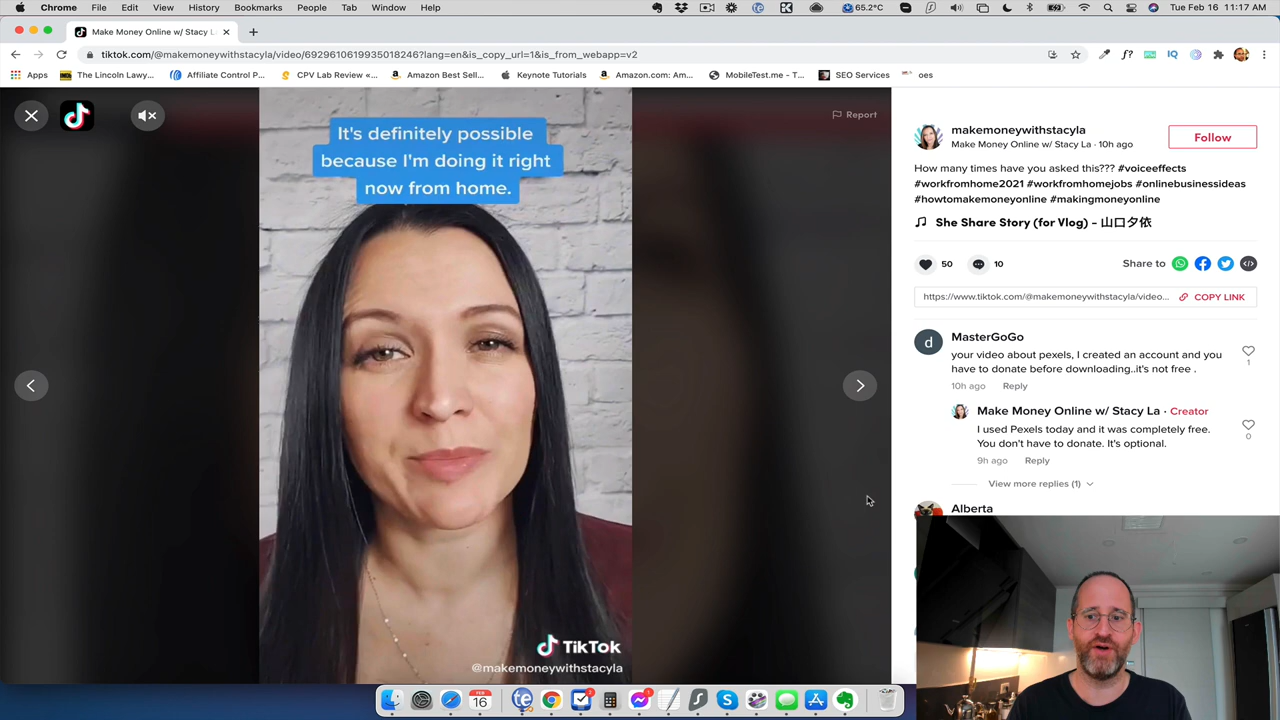 Chrome File Edit View History Bookmarks People Tab Window Help
65.2°C
Tue Feb 16 11:17 AM
Make Money Online w/ Stacy L
tiktok.com/@makemoneywithstacyla/video/6929610619935018246?lang=en&is_copy_url=1&is_from_webapp=v2
Apps The Lincoln Lawy... Affiliate Control P... CPV Lab Review «... Amazon Best Sell... Keynote Tutorials Amazon.com: Am... MobileTest.me - T... SEO Services oes
Report
It's definitely possible
because I'm doing it right
now from home.
TikTok
@makemoneywithstacyla
makemoneywithstacyla
Make Money Online w/ Stacy La · 10h ago
Follow
How many times have you asked this??? #voiceeffects
#workfromhome2021 #workfromhomejobs #onlinebusinessideas
#howtomakemoneyonline #makingmoneyonline
She Share Story (for Vlog) - 山口夕依
50 10 Share to
https://www.tiktok.com/@makemoneywithstacyla/video... COPY LINK
MasterGoGo
your video about pexels, I created an account and you
have to donate before downloading..it's not free .
1
10h ago Reply
Make Money Online w/ Stacy La · Creator
I used Pexels today and it was completely free.
You don't have to donate. It's optional.
0
9h ago Reply
View more replies (1)
Alberta
FEB
16